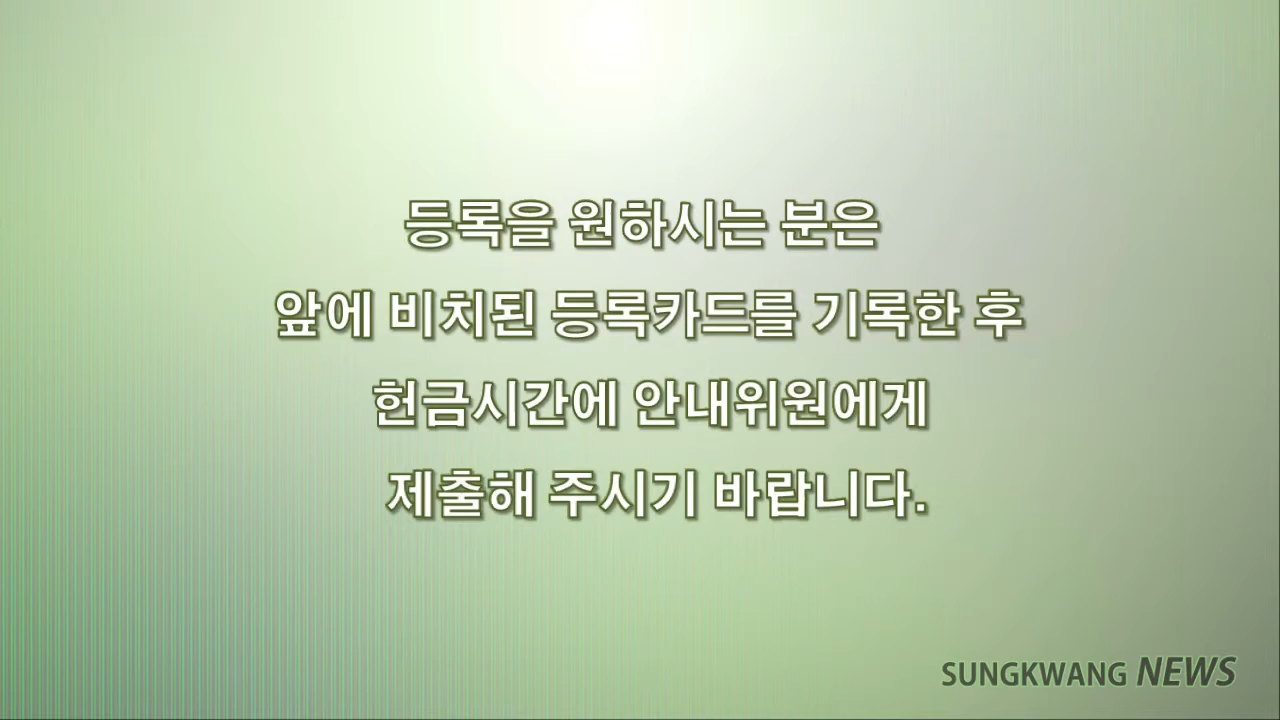 등록을 원하시는 분은
앞에 비치된 등록카드를 기록한 후
헌금시간에 안내위원에게
제출해 주시기 바랍니다.
SUNGKWANG NEWS